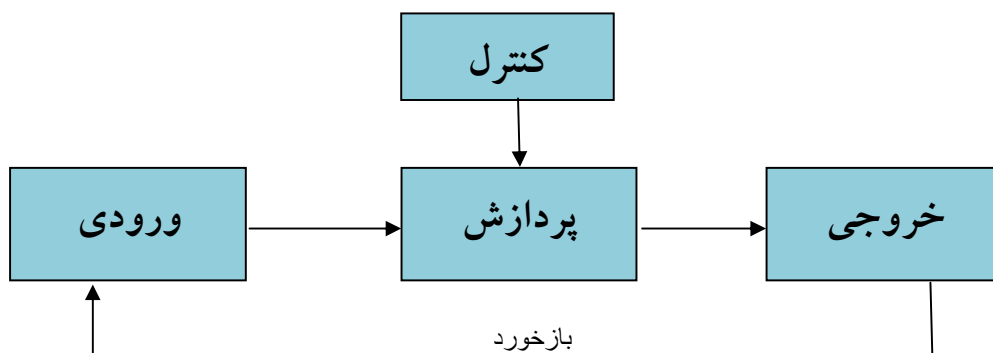 کنترل
ورودی
پردازش
خروجی
بازخورد